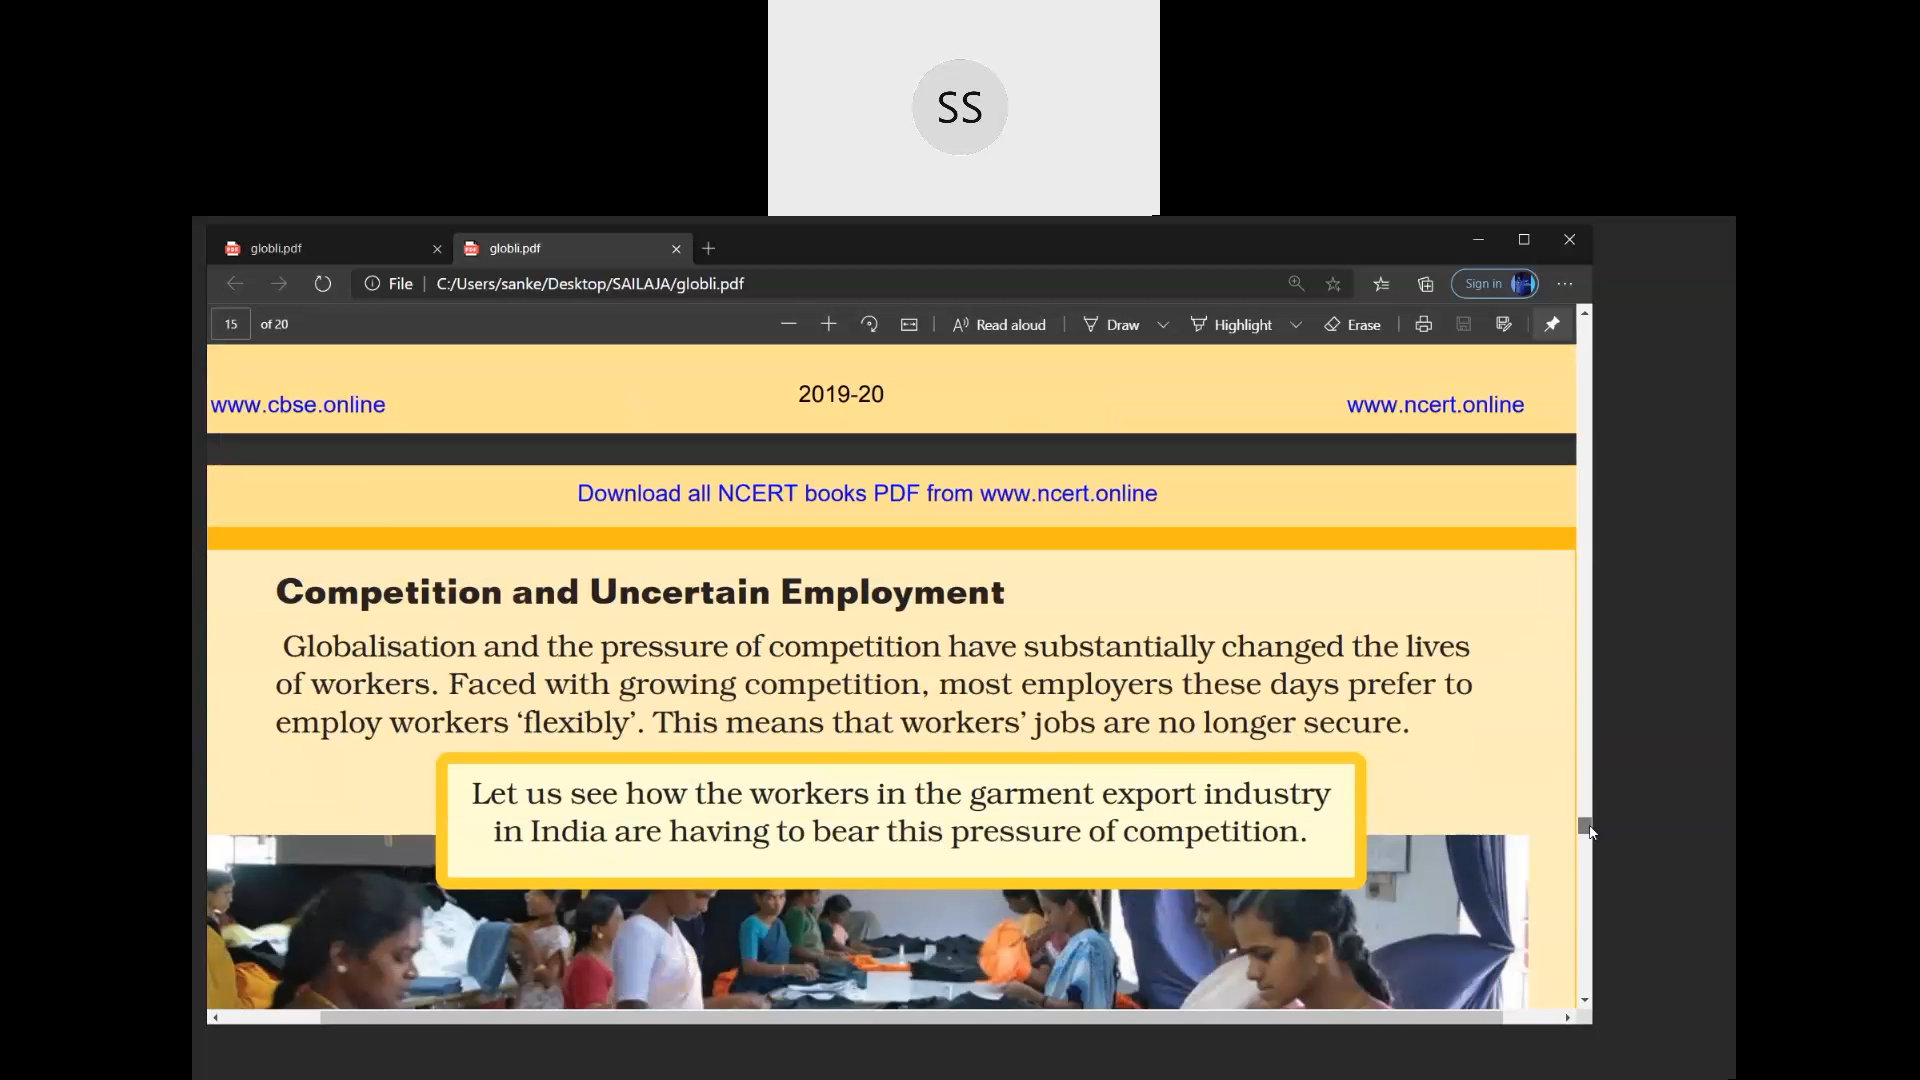 SS
globli.pdf
globli.pdf
File
C:/Users/sanke/Desktop/SAILAJA/globli.pdf
Sign in
15 of 20
Read aloud
Draw
Highlight
Erase
www.cbse.online
2019-20
www.ncert.online
Download all NCERT books PDF from www.ncert.online
Competition and Uncertain Employment
Globalisation and the pressure of competition have substantially changed the lives
of workers. Faced with growing competition, most employers these days prefer to
employ workers ‘flexibly’. This means that workers’ jobs are no longer secure.
Let us see how the workers in the garment export industry
in India are having to bear this pressure of competition.